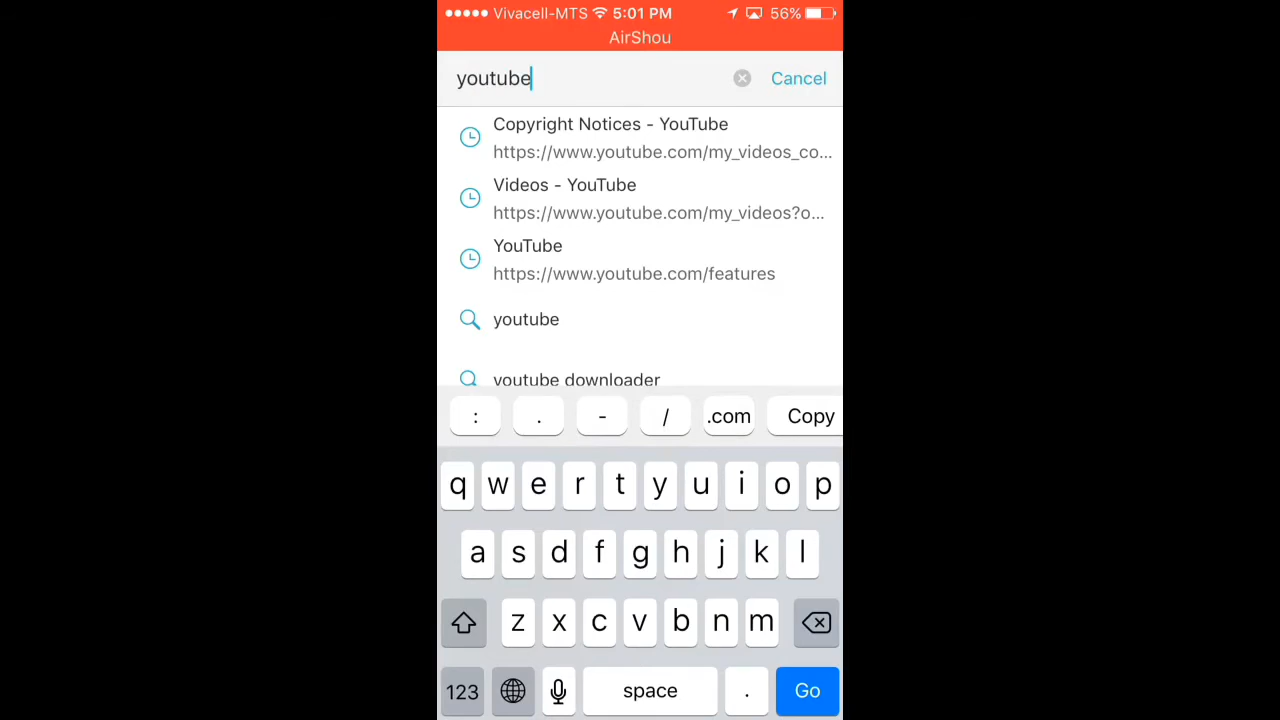 Vivacell-MTS 5:01 PM 56%
AirShou
youtube Cancel
Copyright Notices - YouTube
https://www.youtube.com/my_videos_co...
Videos - YouTube
https://www.youtube.com/my_videos?o...
YouTube
https://www.youtube.com/features
youtube
youtube downloader
: . - / .com Copy
q w e r t y u i o p
a s d f g h j k l
z x c v b n m
123 space . Go